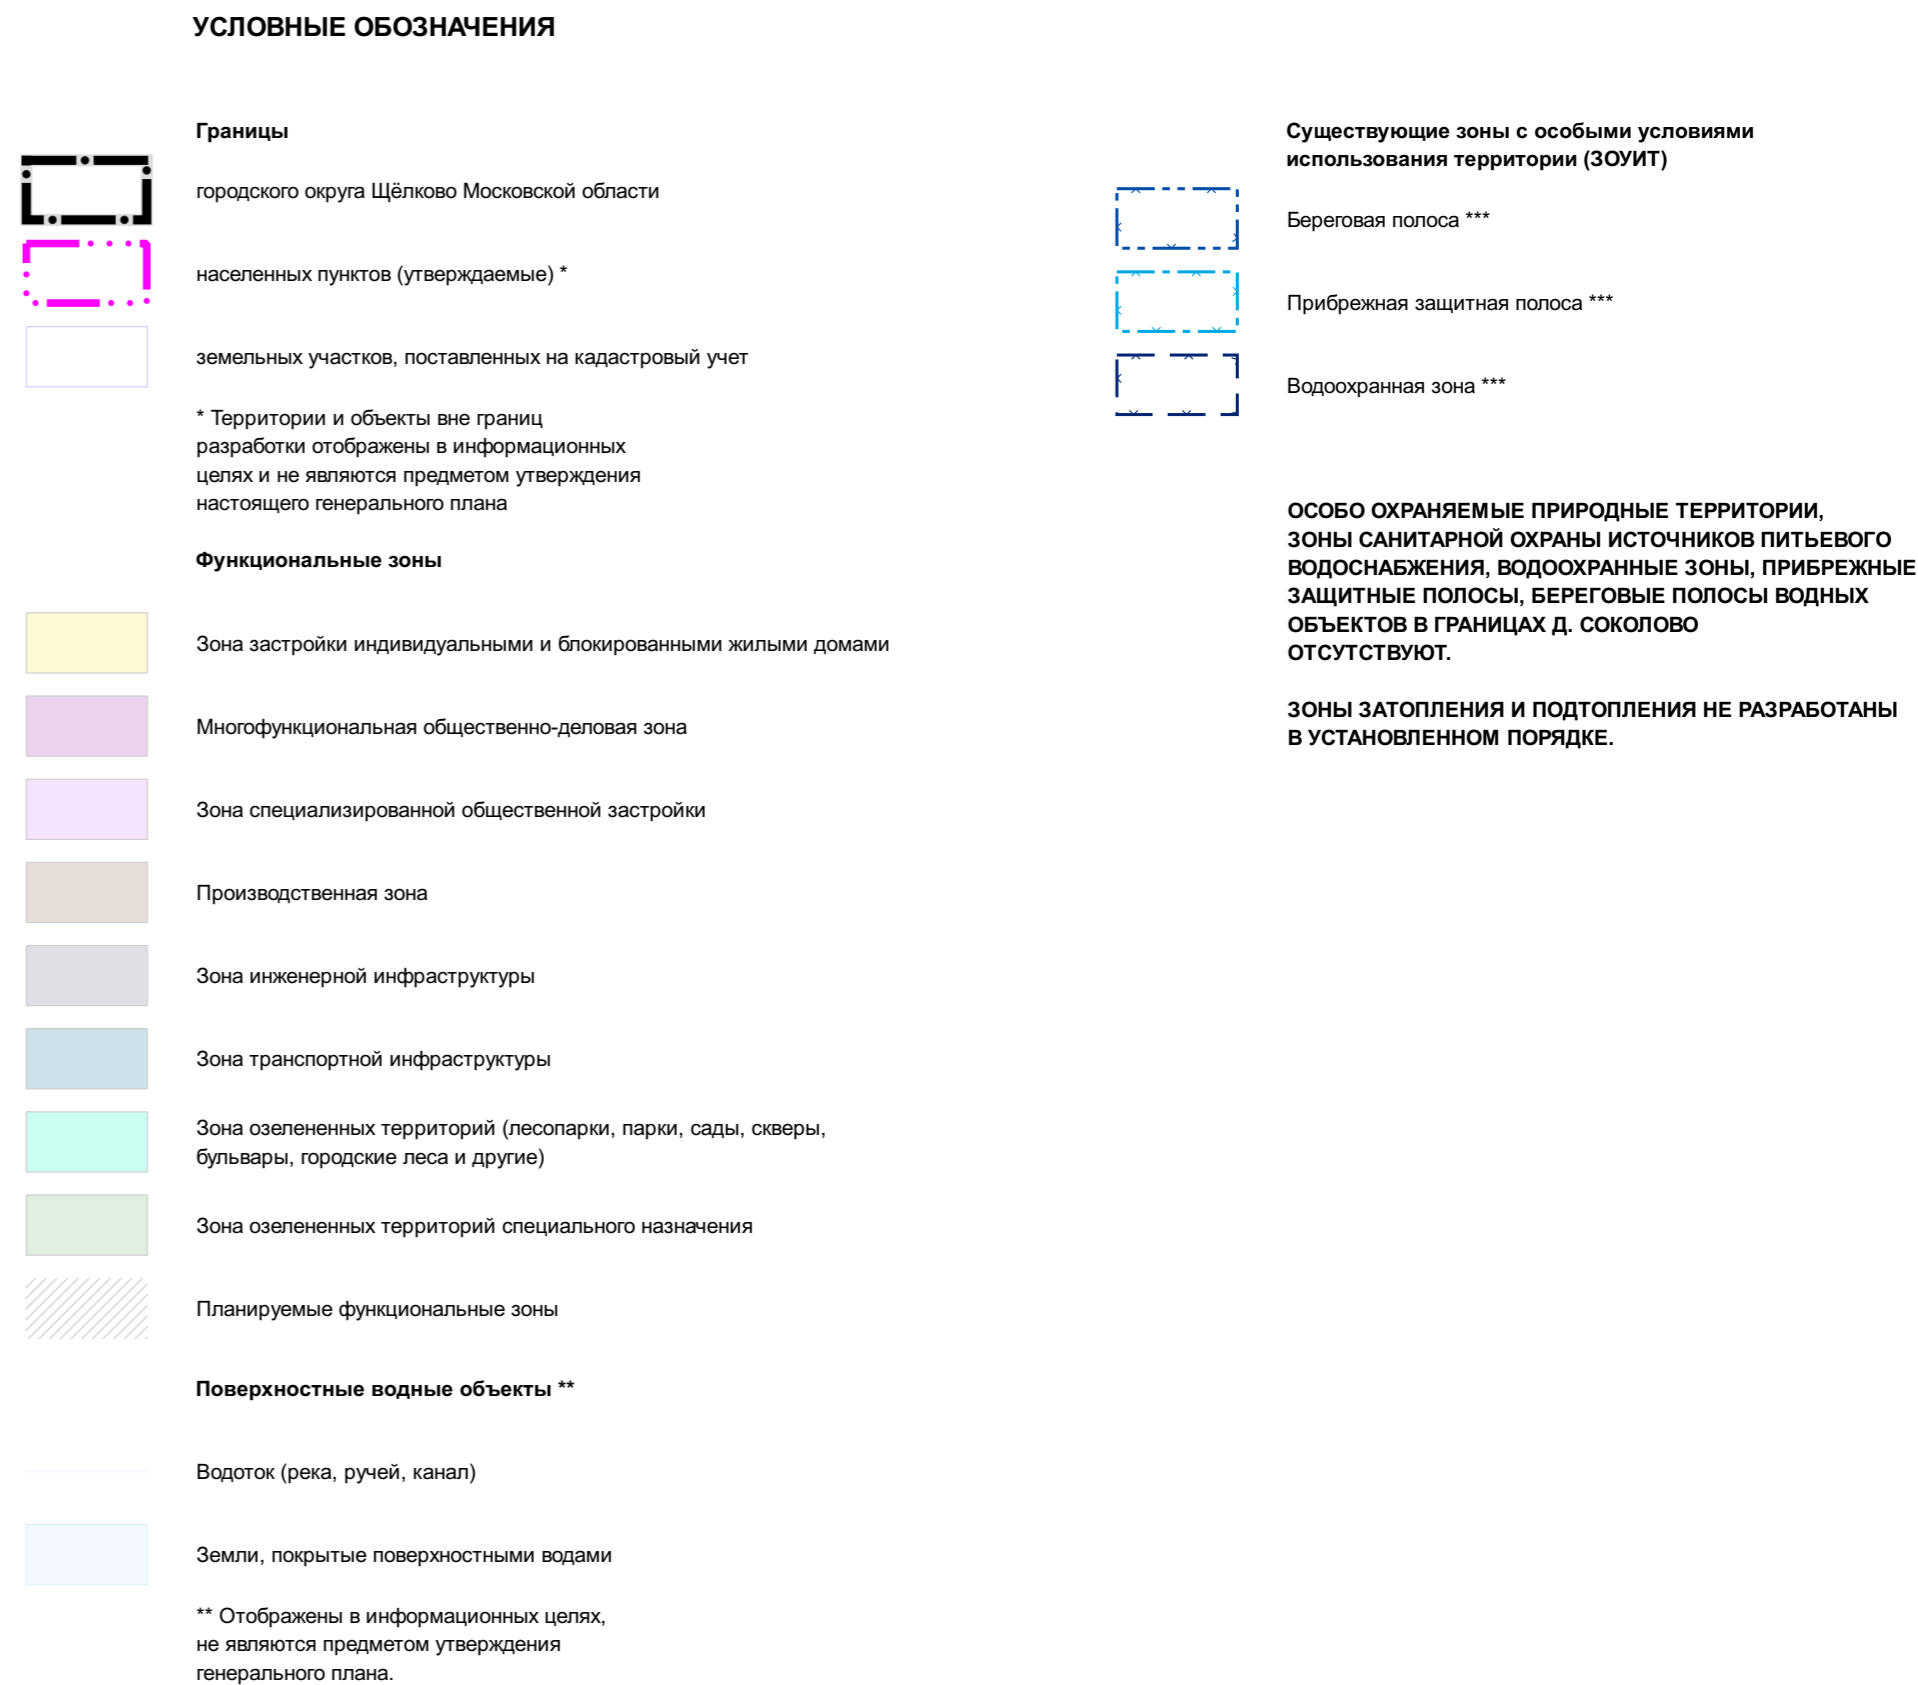 УСЛОВНЫЕ ОБОЗНАЧЕНИЯ
Границы
городского округа Щёлково Московской области
населенных пунктов (утверждаемые) *
земельных участков, поставленных на кадастровый учет
* Территории и объекты вне границ
разработки отображены в информационных
целях и не являются предметом утверждения
настоящего генерального плана
Функциональные зоны
Зона застройки индивидуальными и блокированными жилыми домами
Многофункциональная общественно-деловая зона
Зона специализированной общественной застройки
Производственная зона
Зона инженерной инфраструктуры
Зона транспортной инфраструктуры
Зона озелененных территорий (лесопарки, парки, сады, скверы,
бульвары, городские леса и другие)
Зона озелененных территорий специального назначения
Планируемые функциональные зоны
Поверхностные водные объекты **
Водоток (река, ручей, канал)
Земли, покрытые поверхностными водами
** Отображены в информационных целях,
не являются предметом утверждения
генерального плана.
Существующие зоны с особыми условиями
использования территории (ЗОУИТ)
Береговая полоса ***
Прибрежная защитная полоса ***
Водоохранная зона ***
ОСОБО ОХРАНЯЕМЫЕ ПРИРОДНЫЕ ТЕРРИТОРИИ,
ЗОНЫ САНИТАРНОЙ ОХРАНЫ ИСТОЧНИКОВ ПИТЬЕВОГО
ВОДОСНАБЖЕНИЯ, ВОДООХРАННЫЕ ЗОНЫ, ПРИБРЕЖНЫЕ
ЗАЩИТНЫЕ ПОЛОСЫ, БЕРЕГОВЫЕ ПОЛОСЫ ВОДНЫХ
ОБЪЕКТОВ В ГРАНИЦАХ Д. СОКОЛОВО
ОТСУТСТВУЮТ.
ЗОНЫ ЗАТОПЛЕНИЯ И ПОДТОПЛЕНИЯ НЕ РАЗРАБОТАНЫ
В УСТАНОВЛЕННОМ ПОРЯДКЕ.